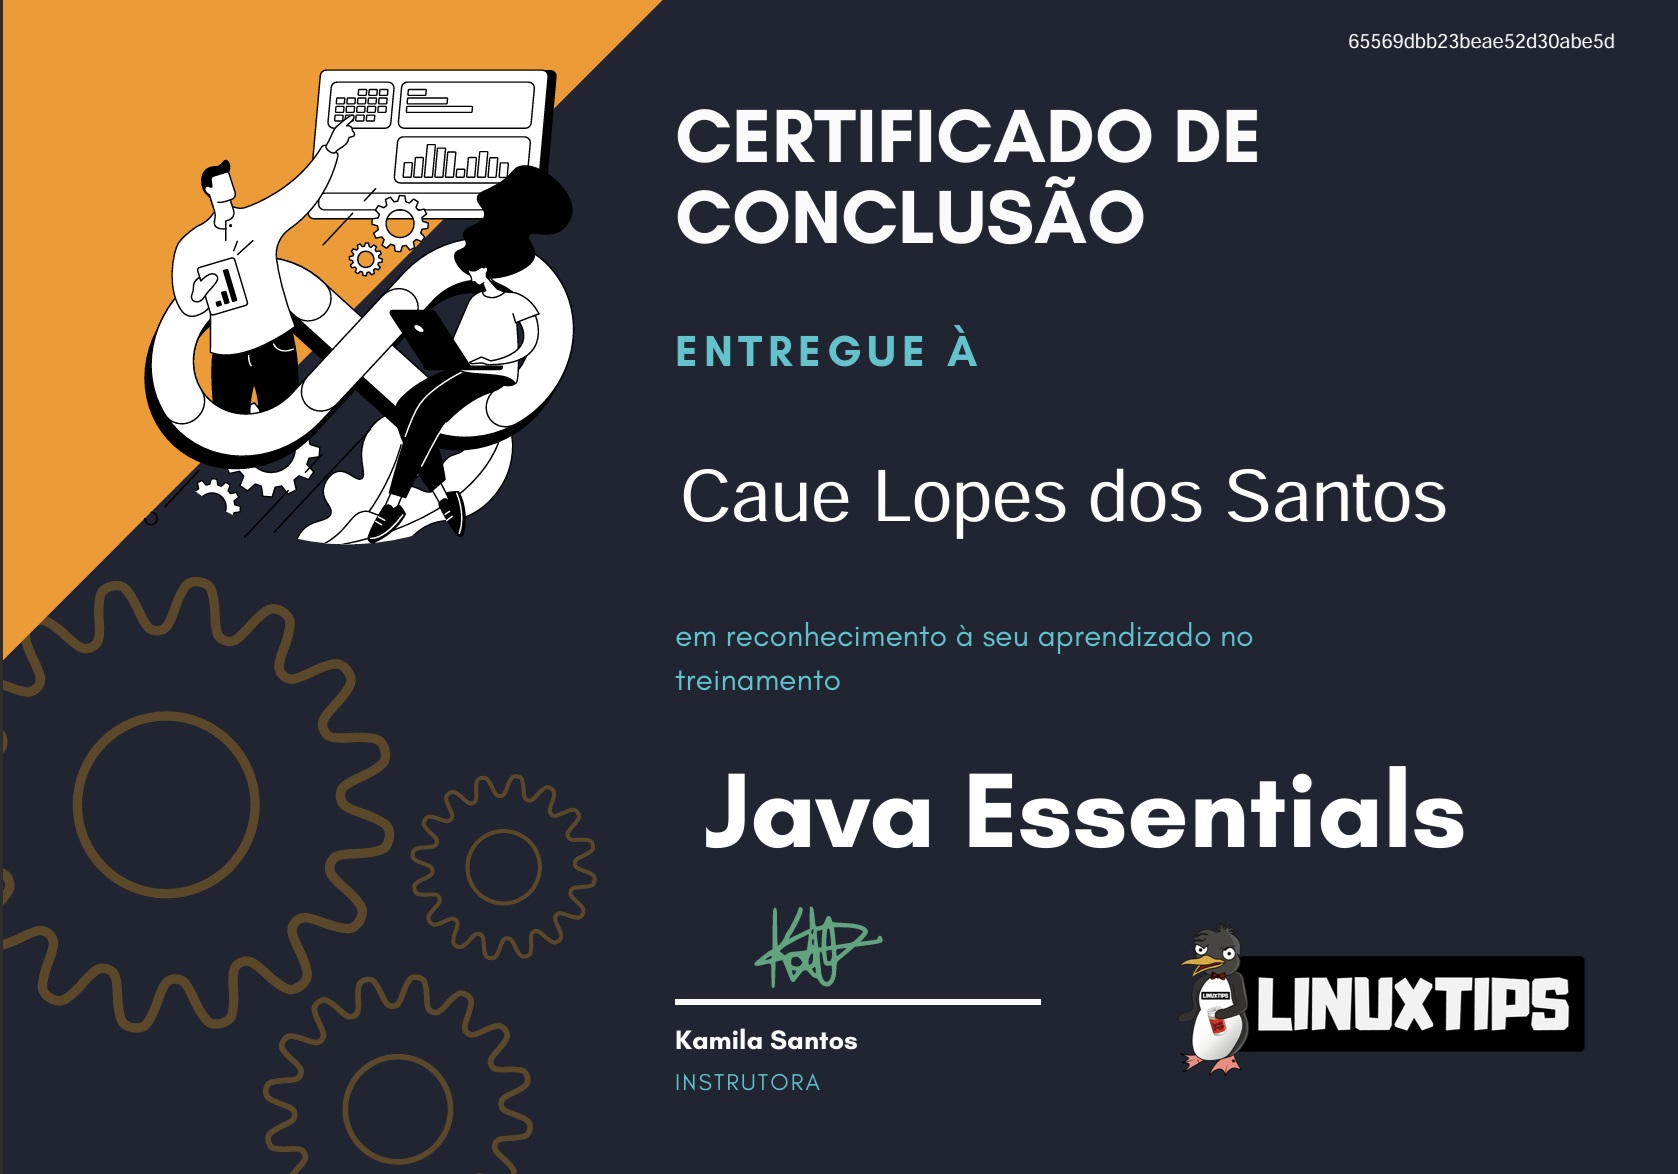 65569dbb23beae52d30abe5d
CERTIFICADO DE
CONCLUSÃO
ENTREGUE À
Caue Lopes dos Santos
em reconhecimento à seu aprendizado no
treinamento
Java Essentials
Kamila Santos
INSTRUTORA
LINUXTIPS
LINUXTIPS